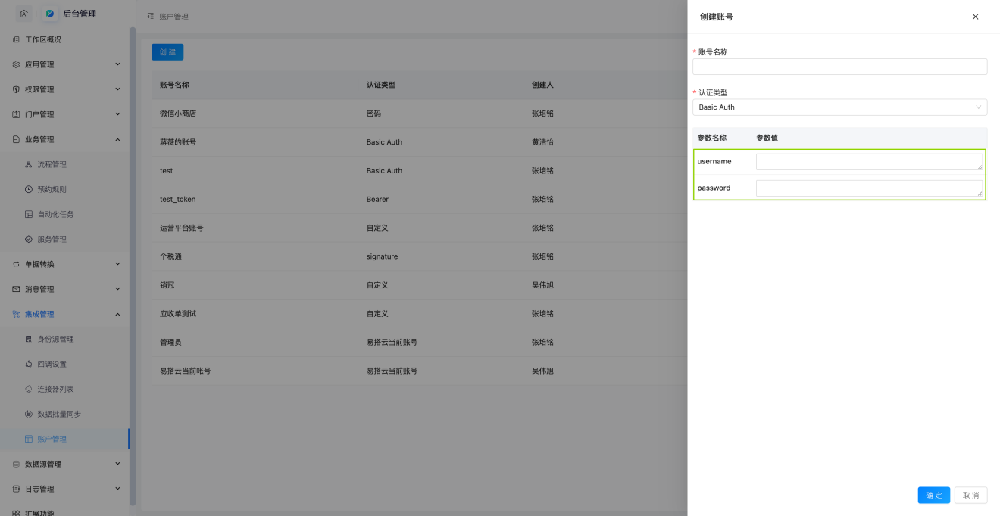 后台管理
工作区概况
应用管理
权限管理
门户管理
业务管理
流程管理
预约规则
自动化任务
服务管理
单据转换
消息管理
集成管理
身份源管理
回调设置
连接器列表
数据批量同步
账户管理
数据源管理
日志管理
扩展功能
账户管理
创 建
账号名称 认证类型 创建人
微信小商店 密码 张培铭
蒋薇的账号 Basic Auth 黄浩怡
test Basic Auth 张培铭
test_token Bearer 张培铭
运营平台账号 自定义 张培铭
个税通 signature 张培铭
销冠 自定义 吴伟旭
应收单测试 自定义 张培铭
管理员 易搭云当前账号 张培铭
易搭云当前帐号 易搭云当前账号 吴伟旭
创建账号
* 账号名称
* 认证类型
Basic Auth
参数名称 参数值
username
password
确 定 取 消